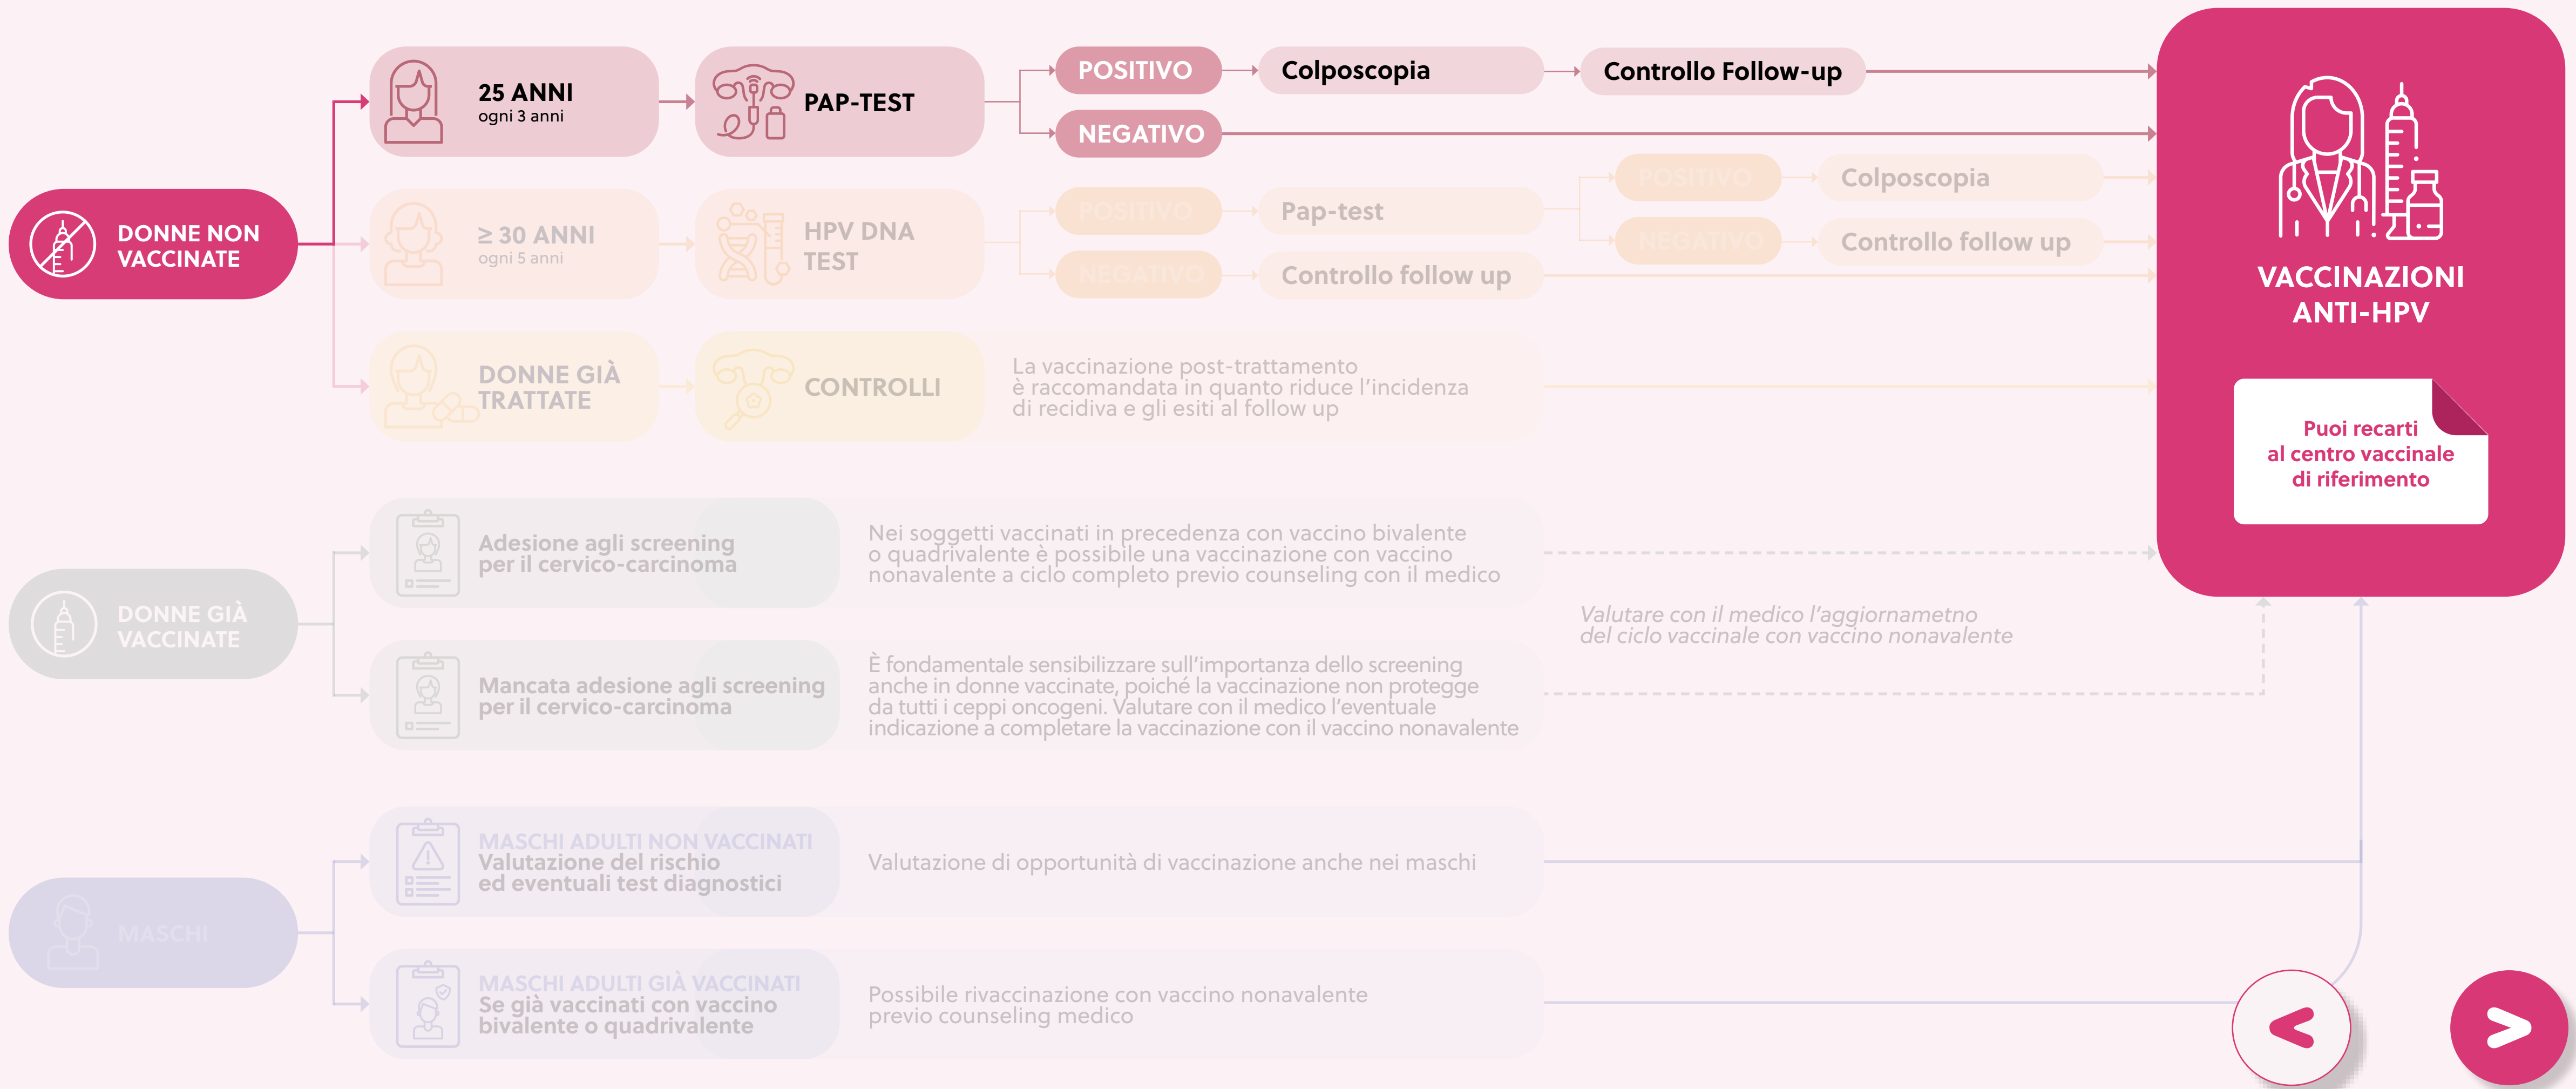 DONNE NON
VACCINATE
25 ANNI
ogni 3 anni
PAP-TEST
POSITIVO
Colposcopia
Controllo Follow-up
NEGATIVO
≥ 30 ANNI
ogni 5 anni
HPV DNA
TEST
POSITIVO
Pap-test
POSITIVO
Colposcopia
NEGATIVO
Controllo follow up
NEGATIVO
Controllo follow up
DONNE GIÀ
TRATTATE
CONTROLLI
La vaccinazione post-trattamento
è raccomandata in quanto riduce l'incidenza
di recidiva e gli esiti al follow up
VACCINAZIONI
ANTI-HPV
Puoi recarti
al centro vaccinale
di riferimento
DONNE GIÀ
VACCINATE
Adesione agli screening
per il cervico-carcinoma
Nei soggetti vaccinati in precedenza con vaccino bivalente
o quadrivalente è possibile una vaccinazione con vaccino
nonavalente a ciclo completo previo counseling con il medico
Valutare con il medico l'aggiornametno
del ciclo vaccinale con vaccino nonavalente
Mancata adesione agli screening
per il cervico-carcinoma
È fondamentale sensibilizzare sull'importanza dello screening
anche in donne vaccinate, poiché la vaccinazione non protegge
da tutti i ceppi oncogeni. Valutare con il medico l'eventuale
indicazione a completare la vaccinazione con il vaccino nonavalente
MASCHI
MASCHI ADULTI NON VACCINATI
Valutazione del rischio
ed eventuali test diagnostici
Valutazione di opportunità di vaccinazione anche nei maschi
MASCHI ADULTI GIÀ VACCINATI
Se già vaccinati con vaccino
bivalente o quadrivalente
Possibile rivaccinazione con vaccino nonavalente
previo counseling medico
< >